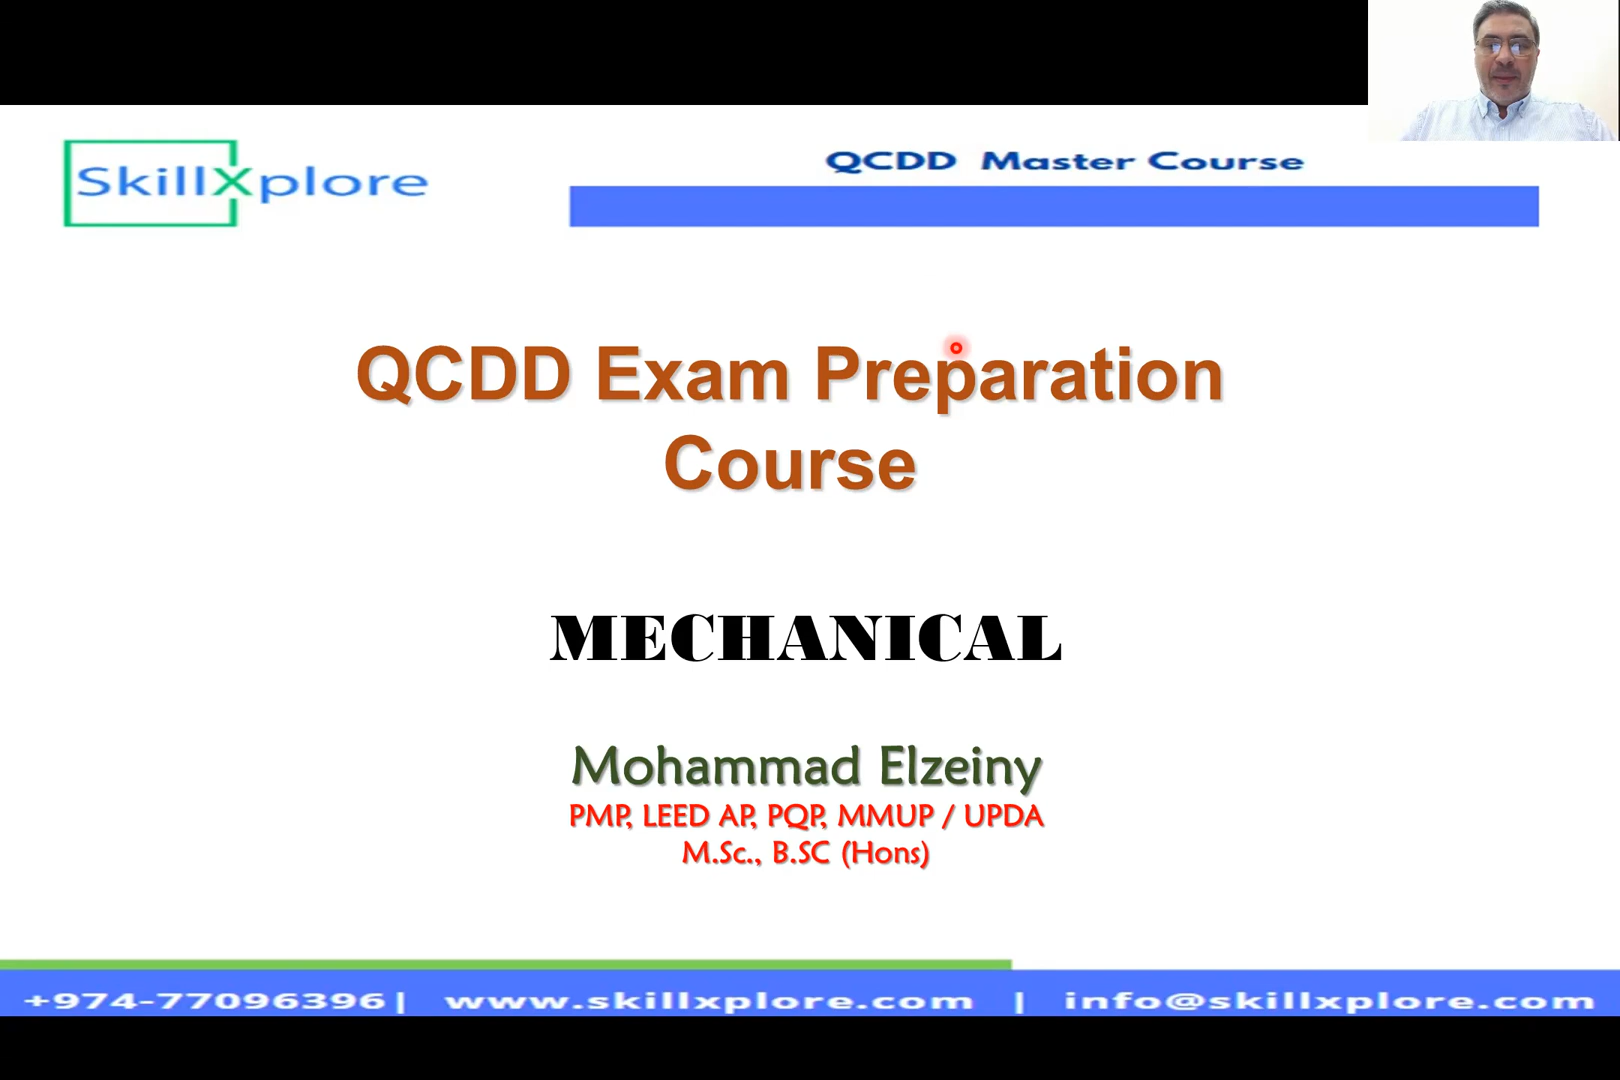 SkillXplore
QCDD Master Course
QCDD Exam Preparation
Course
MECHANICAL
Mohammad Elzeiny
PMP, LEED AP, PQP, MMUP / UPDA
M.Sc., B.SC (Hons)
+974-77096396| www.skillxplore.com | info@skillxplore.com